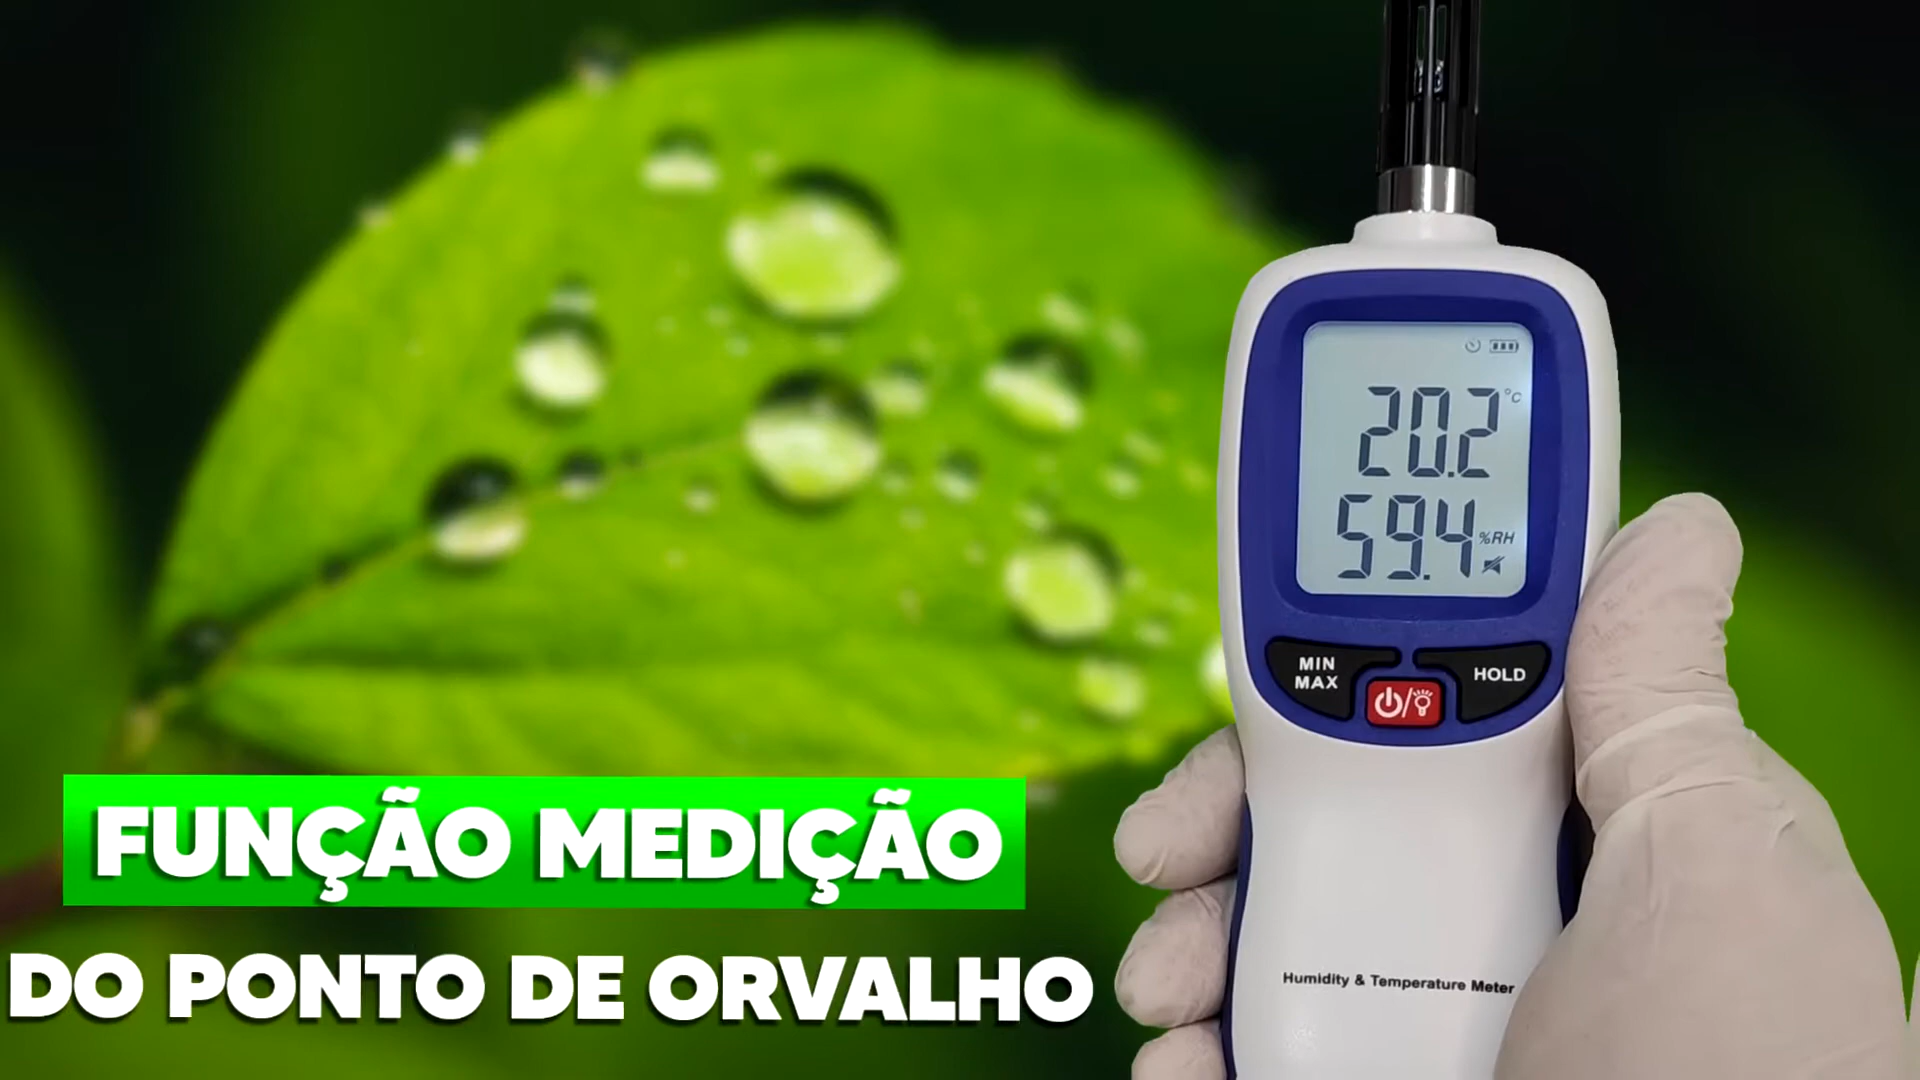 FUNÇÃO MEDIÇÃO
DO PONTO DE ORVALHO
20.2 °C
59.4 %RH
MIN
MAX
HOLD
Humidity & Temperature Meter